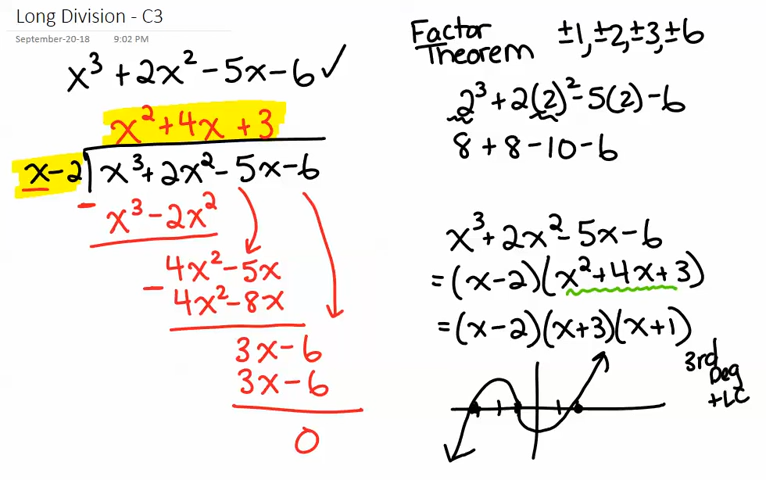 Long Division - C3
September-20-18 9:02 PM
x³ + 2x² - 5x - 6 ✓
x² + 4x + 3
x - 2 x³ + 2x² - 5x - 6
- x³ - 2x²
4x² - 5x
- 4x² - 8x
3x - 6
3x - 6
0
Factor Theorem ±1, ±2, ±3, ±6
2³ + 2(2)² - 5(2) - 6
8 + 8 - 10 - 6
x³ + 2x² - 5x - 6
= (x - 2)(x² + 4x + 3)
= (x - 2)(x + 3)(x + 1)
3rd
Deg
+LC